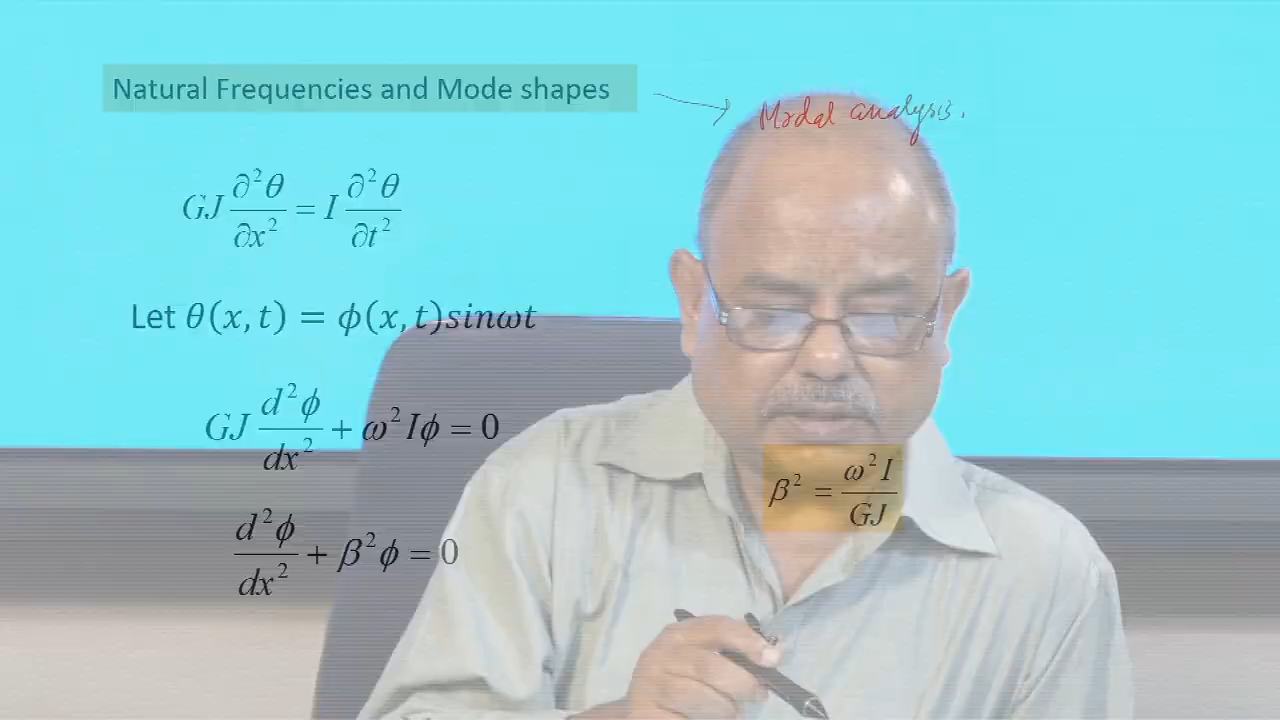 Natural Frequencies and Mode shapes
Modal analysis.
GJ ∂²θ/∂x² = I ∂²θ/∂t²
Let θ(x, t) = ϕ(x, t)sinωt
GJ d²ϕ/dx² + ω²Iϕ = 0
β² = ω²I/GJ
d²ϕ/dx² + β²ϕ = 0